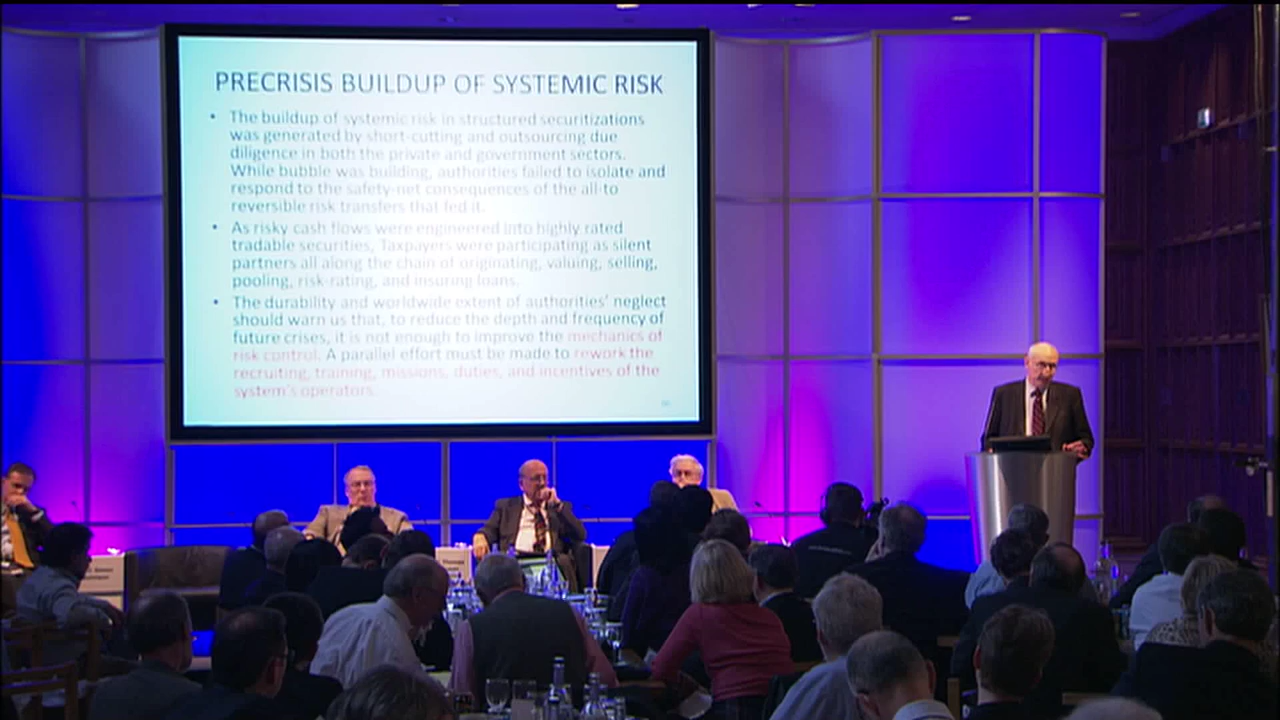 PRECRISIS BUILDUP OF SYSTEMIC RISK
• The buildup of systemic risk in structured securitizations
was generated by short-cutting and outsourcing due
diligence in both the private and government sectors.
While bubble was building, authorities failed to isolate and
respond to the safety-net consequences of the all-to
reversible risk transfers that fed it.
• As risky cash flows were engineered into highly rated
tradable securities, Taxpayers were participating as silent
partners all along the chain of originating, valuing, selling,
pooling, risk-rating, and insuring loans.
• The durability and worldwide extent of authorities' neglect
should warn us that, to reduce the depth and frequency of
future crises, it is not enough to improve the mechanics of
risk control. A parallel effort must be made to rework the
recruiting, training, missions, duties, and incentives of the
system's operators.
Thomas